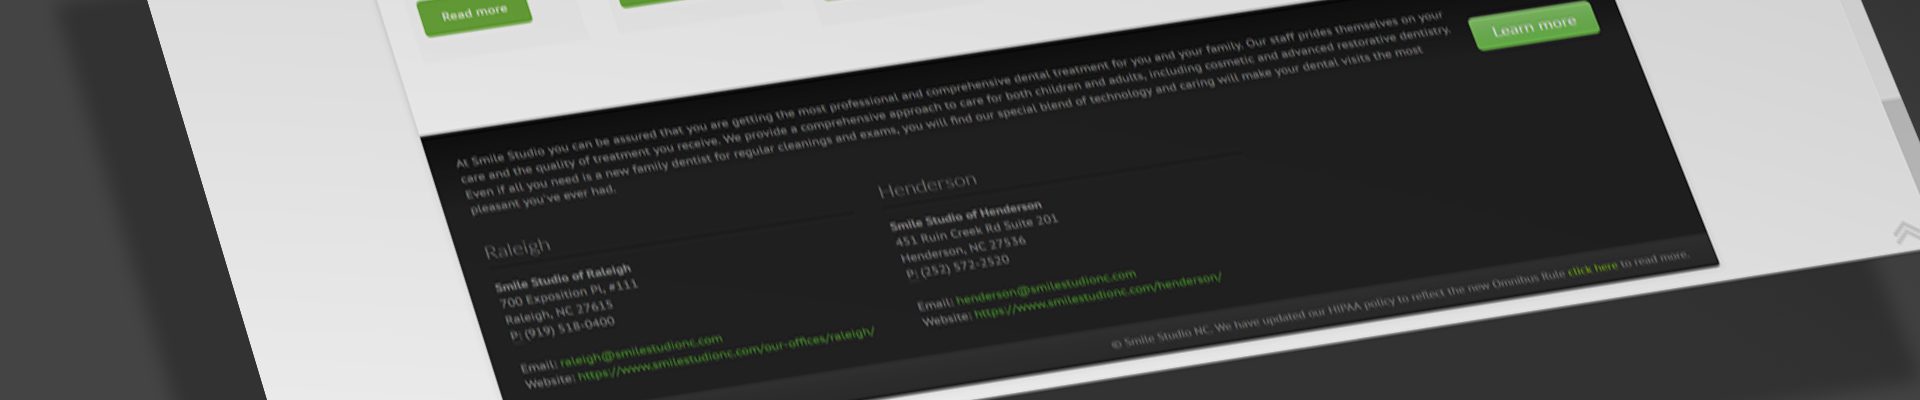 Read more
At Smile Studio you can be assured that you are getting the most professional and comprehensive dental treatment for you and your family. Our staff prides themselves on your
care and the quality of treatment you receive. We provide a comprehensive approach to care for both children and adults, including cosmetic and advanced restorative dentistry.
Even if all you need is a new family dentist for regular cleanings and exams, you will find our special blend of technology and caring will make your dental visits the most
pleasant you've ever had.
Learn more
Raleigh
Smile Studio of Raleigh
700 Exposition Pl, #111
Raleigh, NC 27615
P: (919) 518-0400
Email: raleigh@smilestudionc.com
Website: https://www.smilestudionc.com/our-offices/raleigh/
Henderson
Smile Studio of Henderson
451 Ruin Creek Rd Suite 201
Henderson, NC 27536
P: (252) 572-2520
Email: henderson@smilestudionc.com
Website: https://www.smilestudionc.com/henderson/
© Smile Studio NC. We have updated our HIPAA policy to reflect the new Omnibus Rule click here to read more.